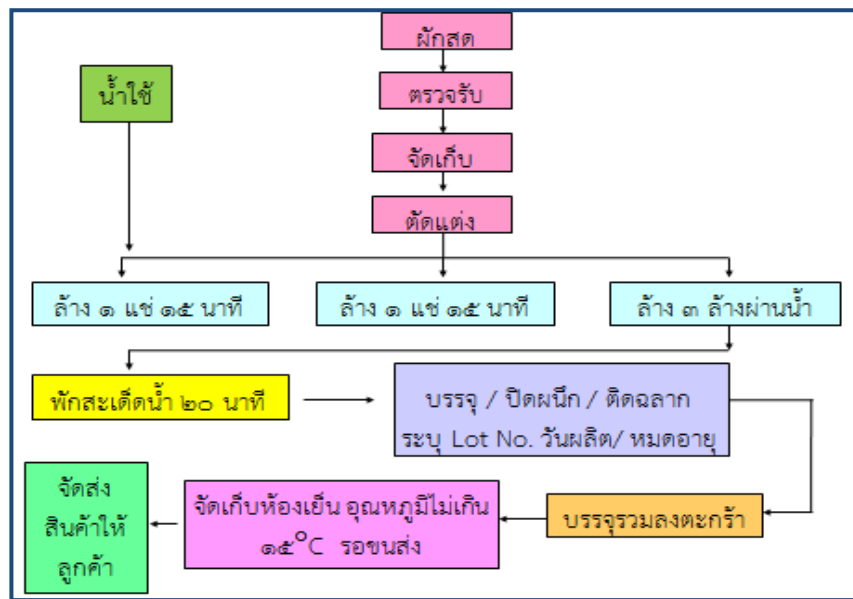 ผักสด
น้ำใช้
ตรวจรับ
จัดเก็บ
ตัดแต่ง
ล้าง ๑ แช่ ๑๕ นาที
ล้าง ๑ แช่ ๑๕ นาที
ล้าง ๓ ล้างผ่านน้ำ
พักสะเด็ดน้ำ ๒๐ นาที
บรรจุ / ปิดผนึก / ติดฉลาก
ระบุ Lot No. วันผลิต/ หมดอายุ
บรรจุรวมลงตะกร้า
จัดเก็บห้องเย็น อุณหภูมิไม่เกิน
๑๕°C รอขนส่ง
จัดส่ง
สินค้าให้
ลูกค้า